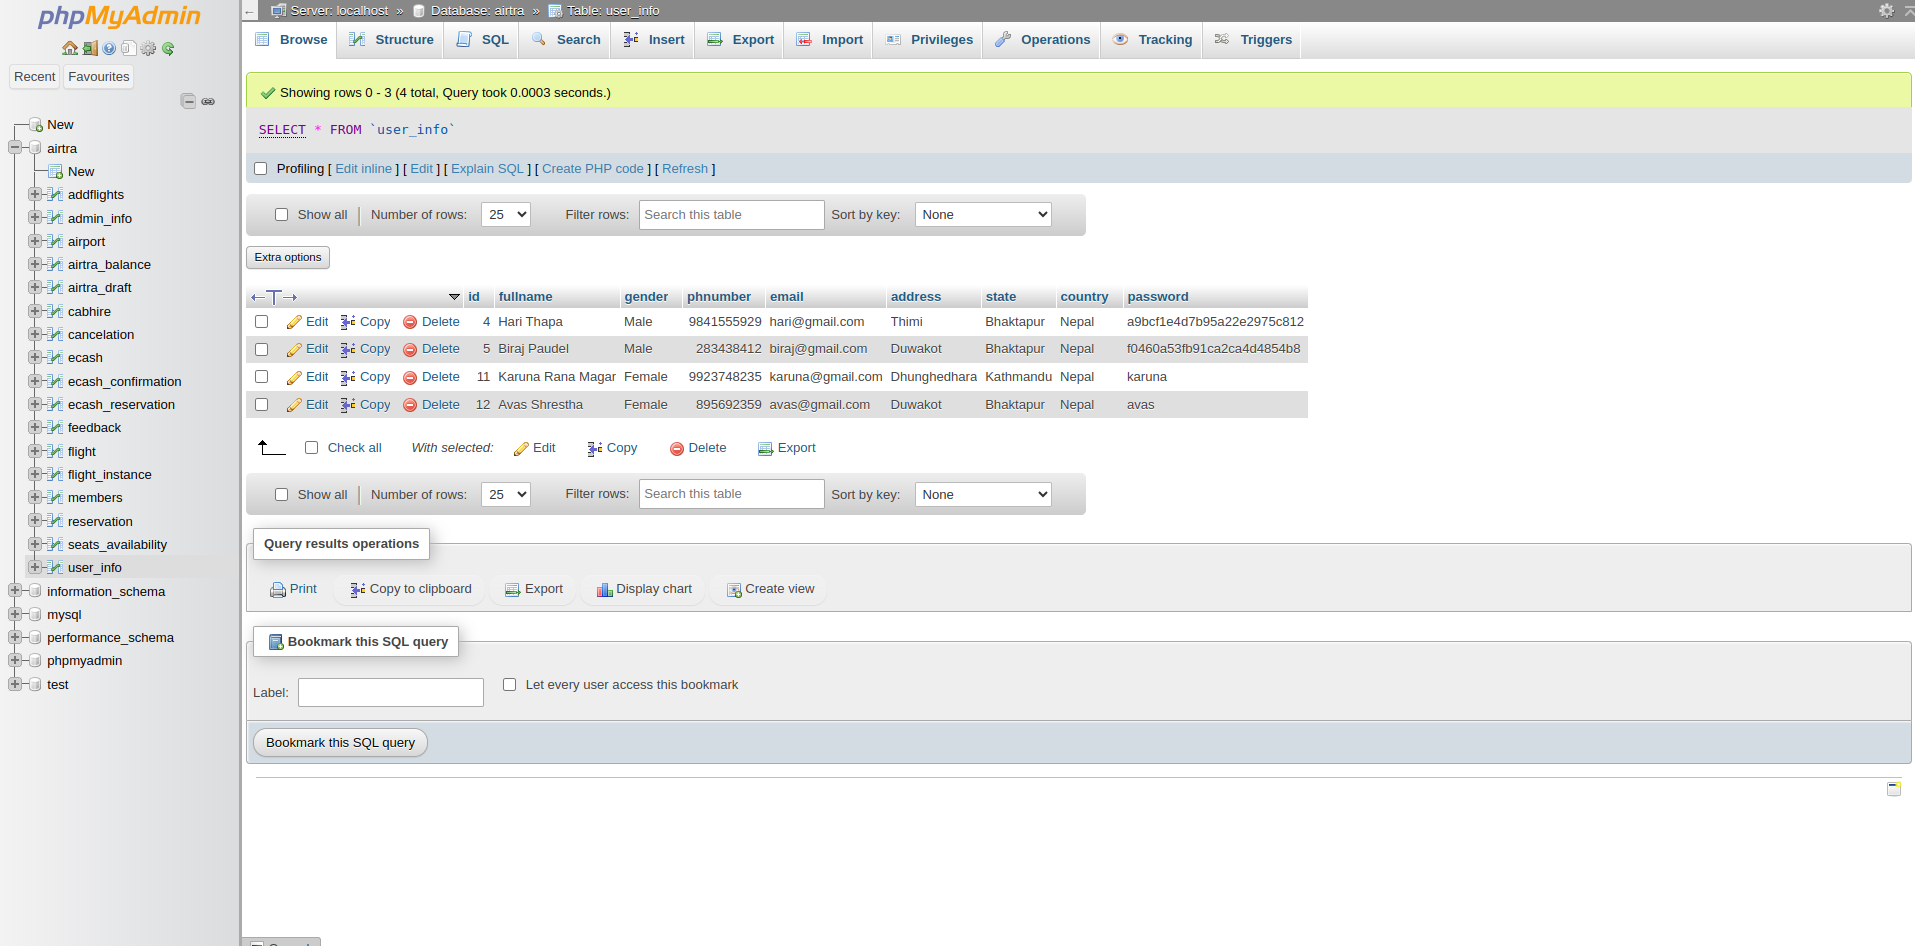 phpMyAdmin
Recent Favourites
New
airtra
New
addflights
admin_info
airport
airtra_balance
airtra_draft
cabhire
cancelation
ecash
ecash_confirmation
ecash_reservation
feedback
flight
flight_instance
members
reservation
seats_availability
user_info
information_schema
mysql
performance_schema
phpmyadmin
test
Server: localhost » Database: airtra » Table: user_info
Browse Structure SQL Search Insert Export Import Privileges Operations Tracking Triggers
Showing rows 0 - 3 (4 total, Query took 0.0003 seconds.)
SELECT * FROM `user_info`
Profiling [ Edit inline ] [ Edit ] [ Explain SQL ] [ Create PHP code ] [ Refresh ]
Show all Number of rows: 25 Filter rows: Search this table Sort by key: None
Extra options
id fullname gender phnumber email address state country password
Edit Copy Delete 4 Hari Thapa Male 9841555929 hari@gmail.com Thimi Bhaktapur Nepal a9bcf1e4d7b95a22e2975c812
Edit Copy Delete 5 Biraj Paudel Male 283438412 biraj@gmail.com Duwakot Bhaktapur Nepal f0460a53fb91ca2ca4d4854b8
Edit Copy Delete 11 Karuna Rana Magar Female 9923748235 karuna@gmail.com Dhunghedhara Kathmandu Nepal karuna
Edit Copy Delete 12 Avas Shrestha Female 895692359 avas@gmail.com Duwakot Bhaktapur Nepal avas
Check all With selected: Edit Copy Delete Export
Show all Number of rows: 25 Filter rows: Search this table Sort by key: None
Query results operations
Print Copy to clipboard Export Display chart Create view
Bookmark this SQL query
Label: Let every user access this bookmark
Bookmark this SQL query